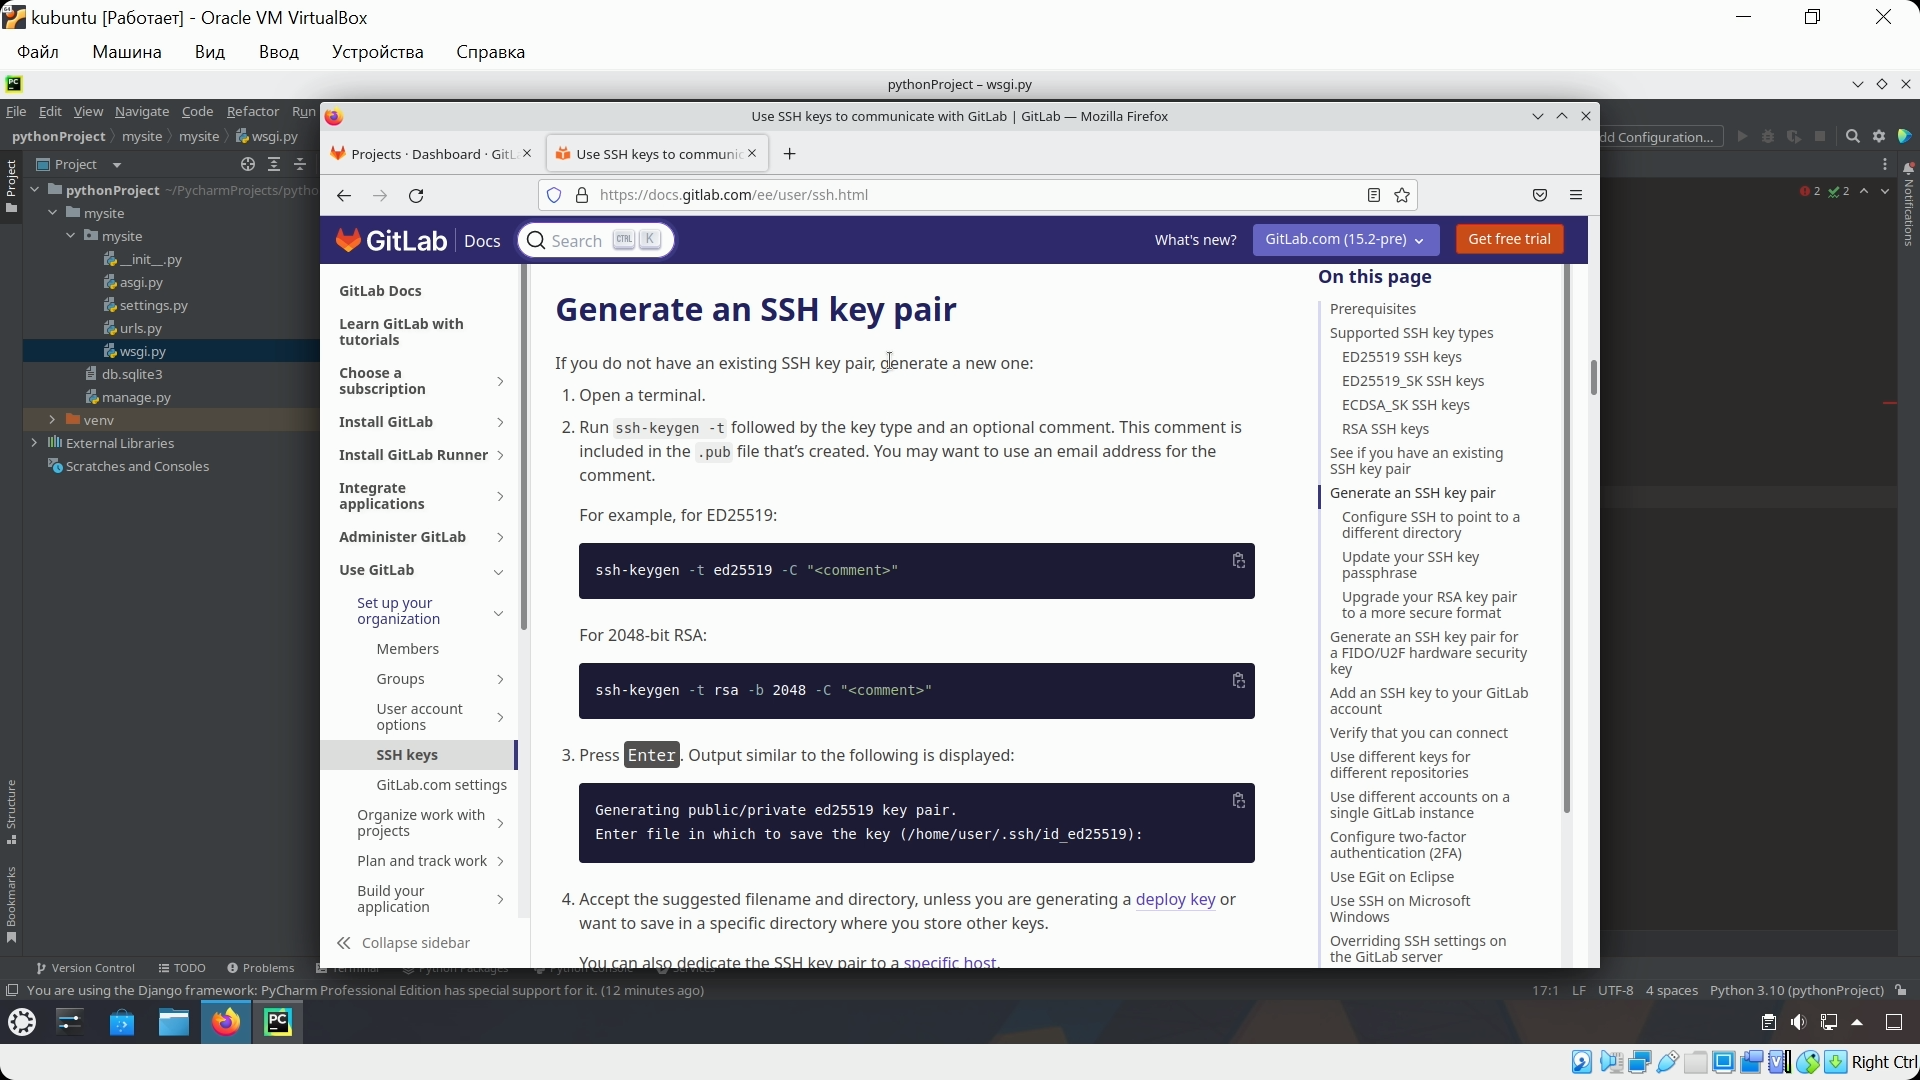 kubuntu [Работает] - Oracle VM VirtualBox
Файл Машина Вид Ввод Устройства Справка
PC
pythonProject – wsgi.py
File Edit View Navigate Code Refactor Run
pythonProject mysite mysite wsgi.py
dd Configuration...
Project
Project
pythonProject ~/PycharmProjects/pytho
mysite
mysite
__init__.py
asgi.py
settings.py
urls.py
wsgi.py
db.sqlite3
manage.py
venv
External Libraries
Scratches and Consoles
Structure
Bookmarks
2 2
Notifications
Use SSH keys to communicate with GitLab | GitLab — Mozilla Firefox
Projects · Dashboard · GitL
Use SSH keys to communic
https://docs.gitlab.com/ee/user/ssh.html
GitLab Docs
Search CTRL K
What's new?
GitLab.com (15.2-pre)
Get free trial
GitLab Docs
Learn GitLab with
tutorials
Choose a
subscription
Install GitLab
Install GitLab Runner
Integrate
applications
Administer GitLab
Use GitLab
Set up your
organization
Members
Groups
User account
options
SSH keys
GitLab.com settings
Organize work with
projects
Plan and track work
Build your
application
Collapse sidebar
Generate an SSH key pair
If you do not have an existing SSH key pair, generate a new one:
1. Open a terminal.
2. Run ssh-keygen -t followed by the key type and an optional comment. This comment is
included in the .pub file that's created. You may want to use an email address for the
comment.
For example, for ED25519:
ssh-keygen -t ed25519 -C "<comment>"
For 2048-bit RSA:
ssh-keygen -t rsa -b 2048 -C "<comment>"
3. Press Enter. Output similar to the following is displayed:
Generating public/private ed25519 key pair.
Enter file in which to save the key (/home/user/.ssh/id_ed25519):
4. Accept the suggested filename and directory, unless you are generating a deploy key or
want to save in a specific directory where you store other keys.
You can also dedicate the SSH key pair to a specific host.
On this page
Prerequisites
Supported SSH key types
ED25519 SSH keys
ED25519_SK SSH keys
ECDSA_SK SSH keys
RSA SSH keys
See if you have an existing
SSH key pair
Generate an SSH key pair
Configure SSH to point to a
different directory
Update your SSH key
passphrase
Upgrade your RSA key pair
to a more secure format
Generate an SSH key pair for
a FIDO/U2F hardware security
key
Add an SSH key to your GitLab
account
Verify that you can connect
Use different keys for
different repositories
Use different accounts on a
single GitLab instance
Configure two-factor
authentication (2FA)
Use EGit on Eclipse
Use SSH on Microsoft
Windows
Overriding SSH settings on
the GitLab server
Version Control TODO Problems Terminal Python Packages Python Console Services
You are using the Django framework: PyCharm Professional Edition has special support for it. (12 minutes ago)
17:1 LF UTF-8 4 spaces Python 3.10 (pythonProject)
PC
Right Ctrl